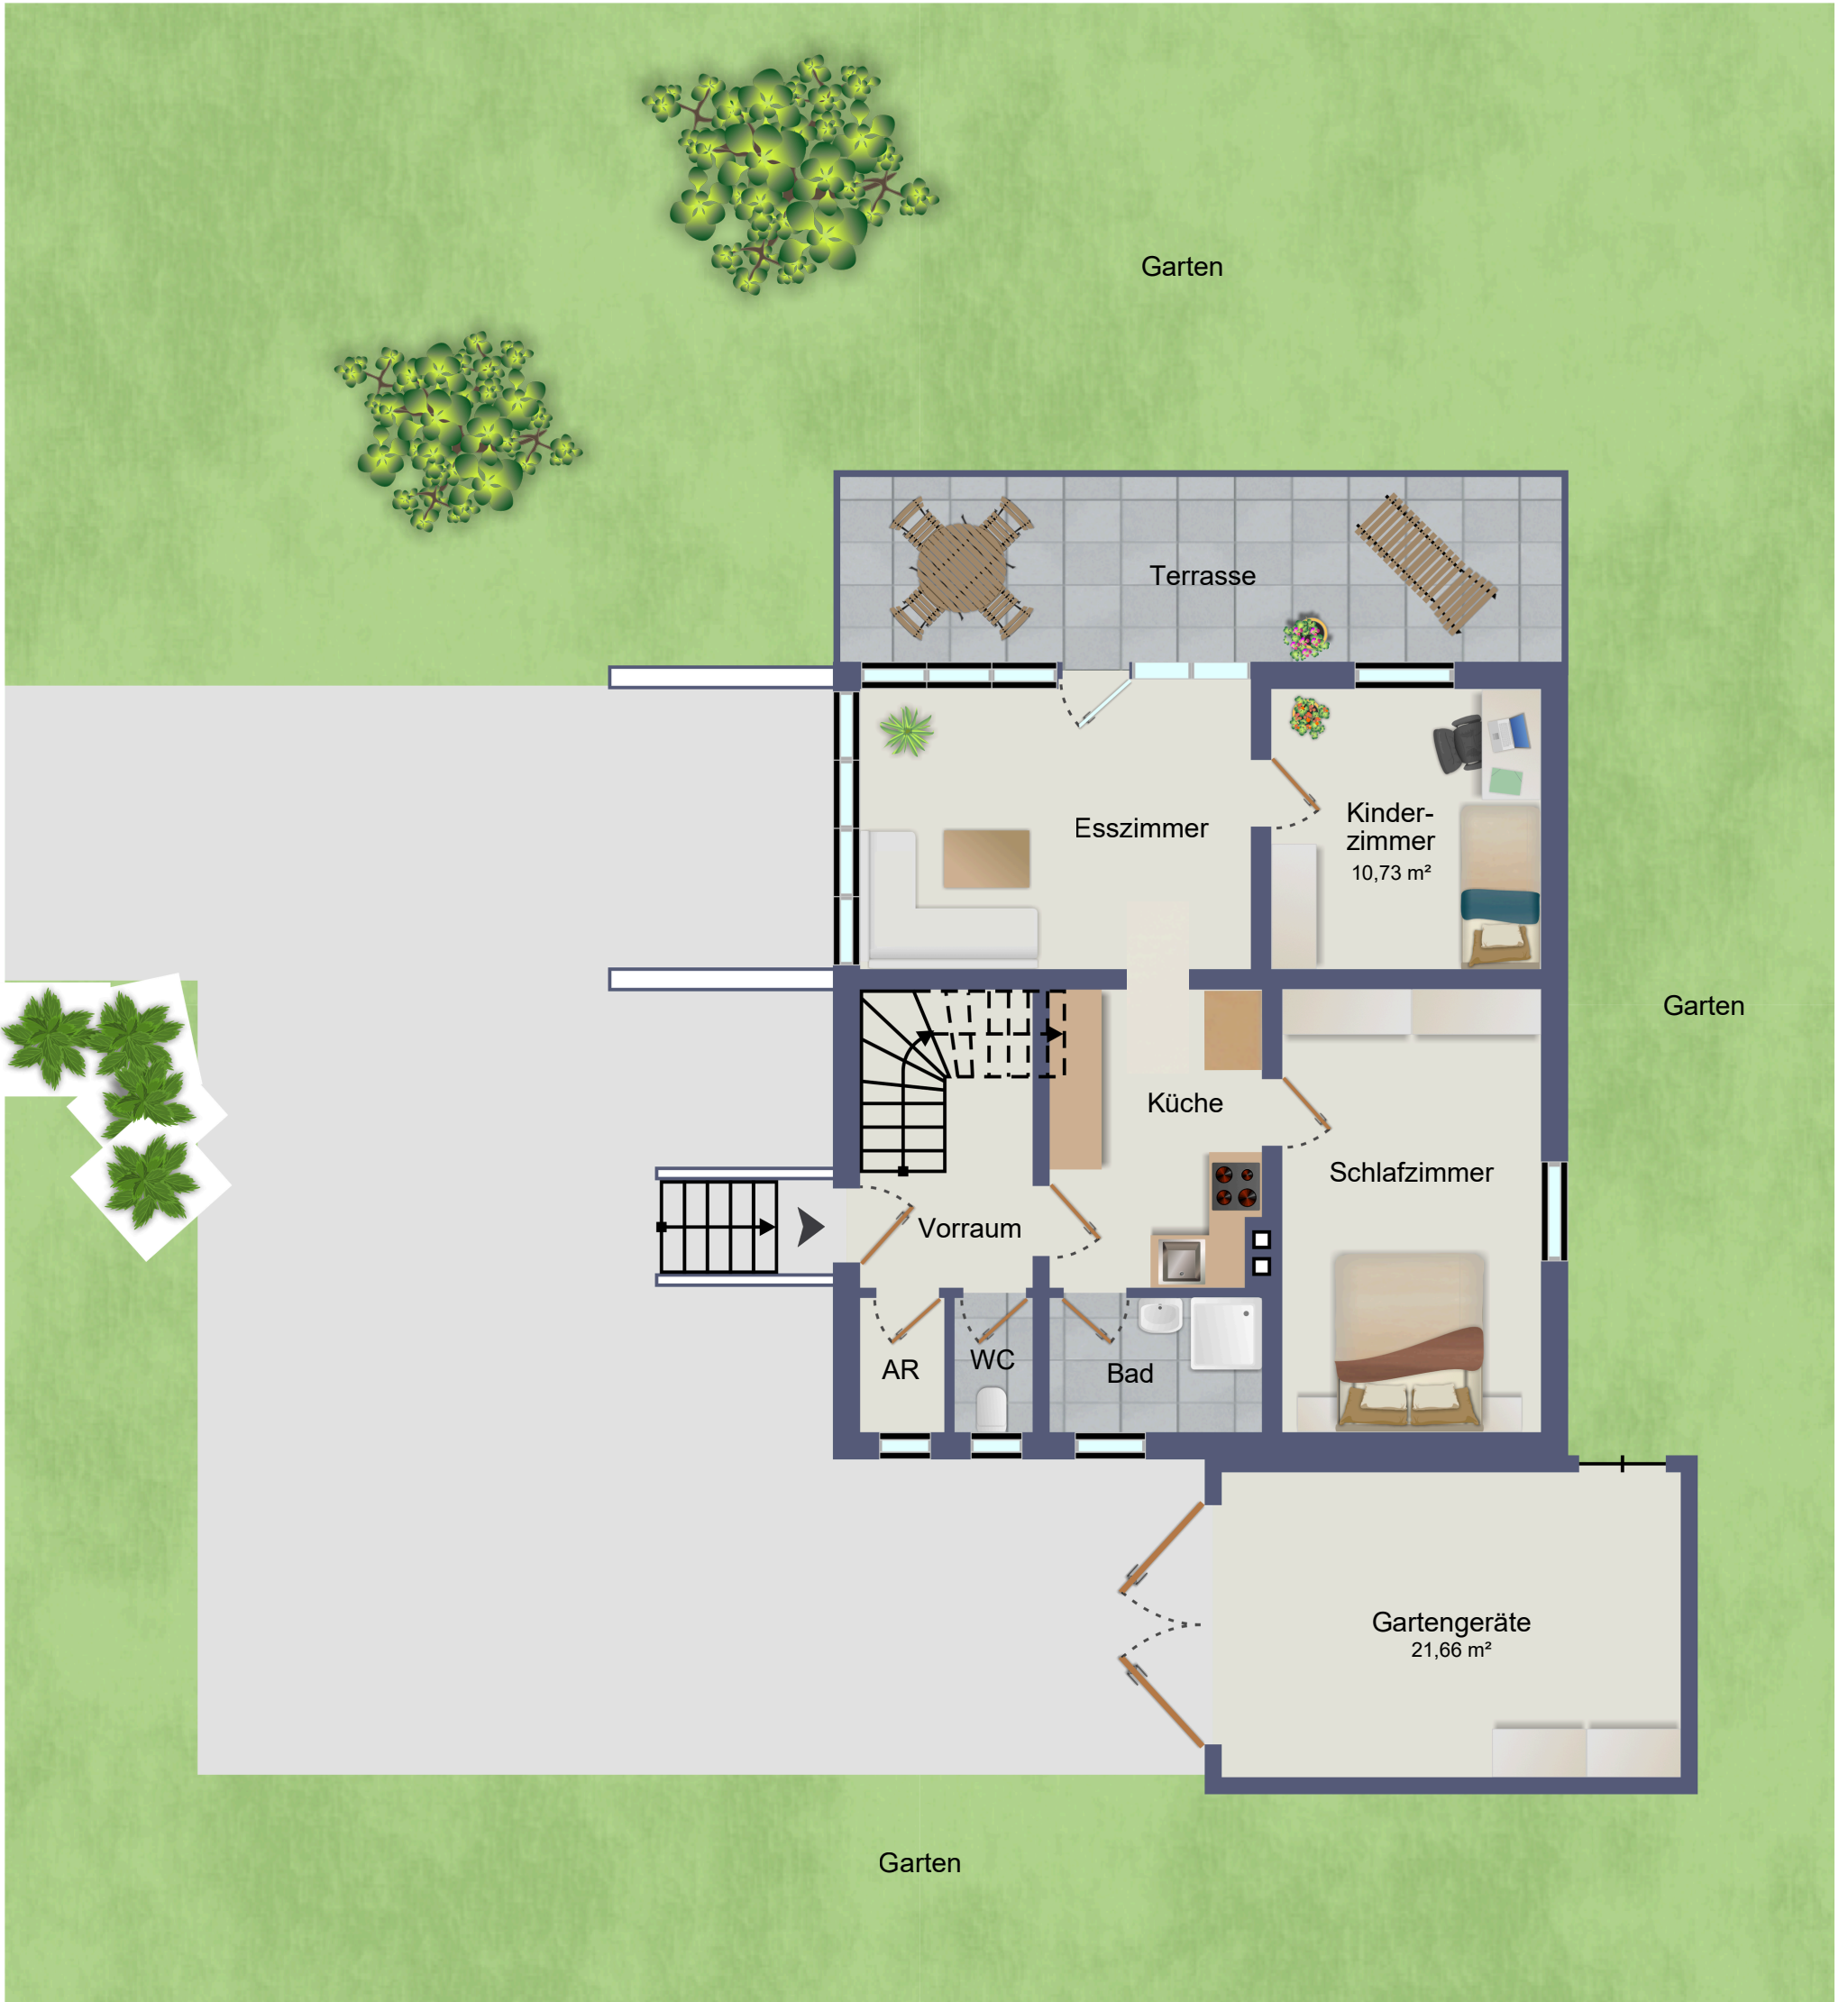 Garten
Terrasse
Esszimmer
Kinder-
zimmer
10,73 m²
Garten
Küche
Schlafzimmer
Vorraum
AR
WC
Bad
Gartengeräte
21,66 m²
Garten